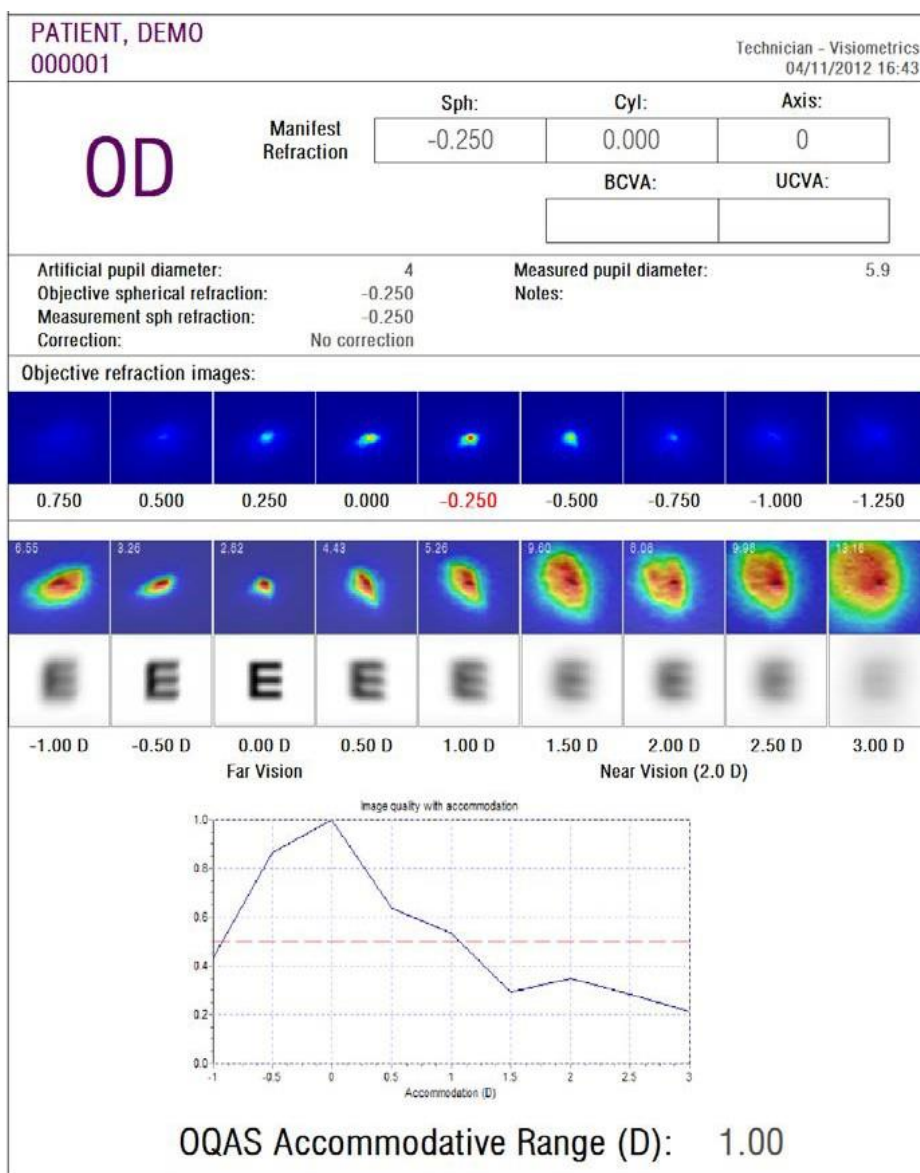 PATIENT, DEMO
000001
Technician - Visiometrics
04/11/2012 16:43
OD
Manifest Refraction
Sph: Cyl: Axis:
-0.250 0.000 0
BCVA: UCVA:
Artificial pupil diameter: 4
Objective spherical refraction: -0.250
Measurement sph refraction: -0.250
Correction: No correction
Measured pupil diameter: 5.9
Notes:
Objective refraction images:
0.750 0.500 0.250 0.000 -0.250 -0.500 -0.750 -1.000 -1.250
6.55 3.26 2.62 4.43 5.26 9.60 8.06 9.98 13.16
E E E E E E E E
-1.00 D -0.50 D 0.00 D 0.50 D 1.00 D 1.50 D 2.00 D 2.50 D 3.00 D
Far Vision Near Vision (2.0 D)
Image quality with accommodation
1.0
0.8
0.6
0.4
0.2
0.0
-1 -0.5 0 0.5 1 1.5 2 2.5 3
Accommodation (D)
OQAS Accommodative Range (D): 1.00